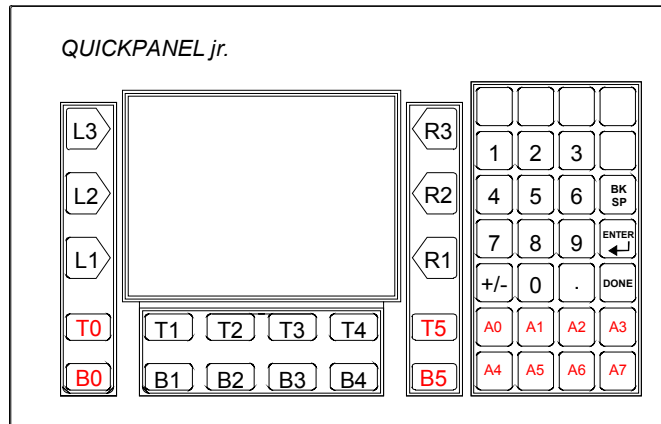 QUICKPANEL jr.
L3
L2
L1
T0
B0
T1 T2 T3 T4
B1 B2 B3 B4
R3
R2
R1
T5
B5
1 2 3
4 5 6 BK SP
7 8 9 ENTER
+/- 0 . DONE
A0 A1 A2 A3
A4 A5 A6 A7